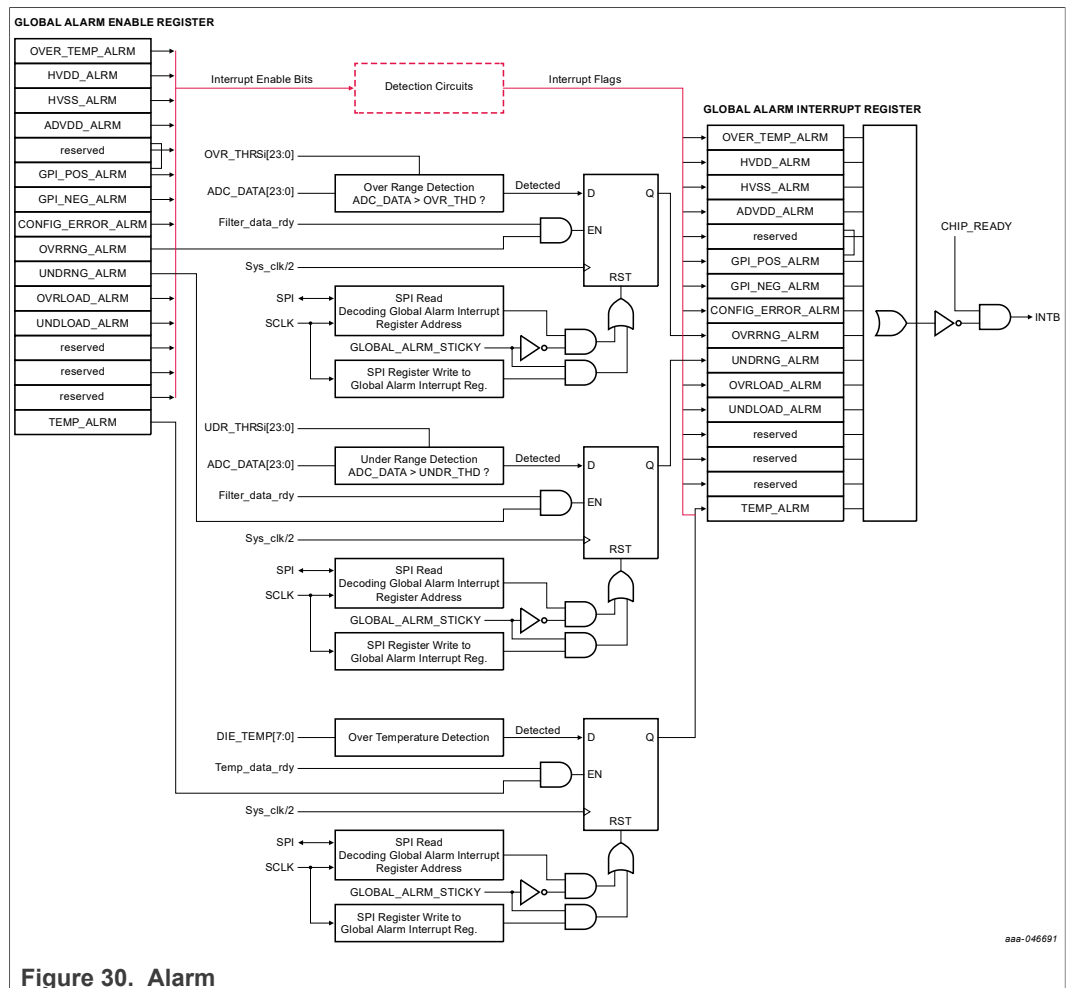 GLOBAL ALARM ENABLE REGISTER
OVER_TEMP_ALRM
HVDD_ALRM
HVSS_ALRM
ADVDD_ALRM
reserved
GPI_POS_ALRM
GPI_NEG_ALRM
CONFIG_ERROR_ALRM
OVRRNG_ALRM
UNDRNG_ALRM
OVRLOAD_ALRM
UNDLOAD_ALRM
reserved
reserved
reserved
TEMP_ALRM
Interrupt Enable Bits
Detection Circuits
Interrupt Flags
OVR_THRSi[23:0]
ADC_DATA[23:0]
Over Range Detection
ADC_DATA > OVR_THD ?
Detected
Filter_data_rdy
Sys_clk/2
D
Q
EN
RST
SPI
SCLK
SPI Read
Decoding Global Alarm Interrupt
Register Address
GLOBAL_ALRM_STICKY
SPI Register Write to
Global Alarm Interrupt Reg.
UDR_THRSi[23:0]
ADC_DATA[23:0]
Under Range Detection
ADC_DATA > UNDR_THD ?
Detected
Filter_data_rdy
Sys_clk/2
D
Q
EN
RST
SPI
SCLK
SPI Read
Decoding Global Alarm Interrupt
Register Address
GLOBAL_ALRM_STICKY
SPI Register Write to
Global Alarm Interrupt Reg.
DIE_TEMP[7:0]
Over Temperature Detection
Detected
Temp_data_rdy
Sys_clk/2
D
Q
EN
RST
SPI
SCLK
SPI Read
Decoding Global Alarm Interrupt
Register Address
GLOBAL_ALRM_STICKY
SPI Register Write to
Global Alarm Interrupt Reg.
GLOBAL ALARM INTERRUPT REGISTER
OVER_TEMP_ALRM
HVDD_ALRM
HVSS_ALRM
ADVDD_ALRM
reserved
GPI_POS_ALRM
GPI_NEG_ALRM
CONFIG_ERROR_ALRM
OVRRNG_ALRM
UNDRNG_ALRM
OVRLOAD_ALRM
UNDLOAD_ALRM
reserved
reserved
reserved
TEMP_ALRM
CHIP_READY
INTB
aaa-046691
Figure 30. Alarm